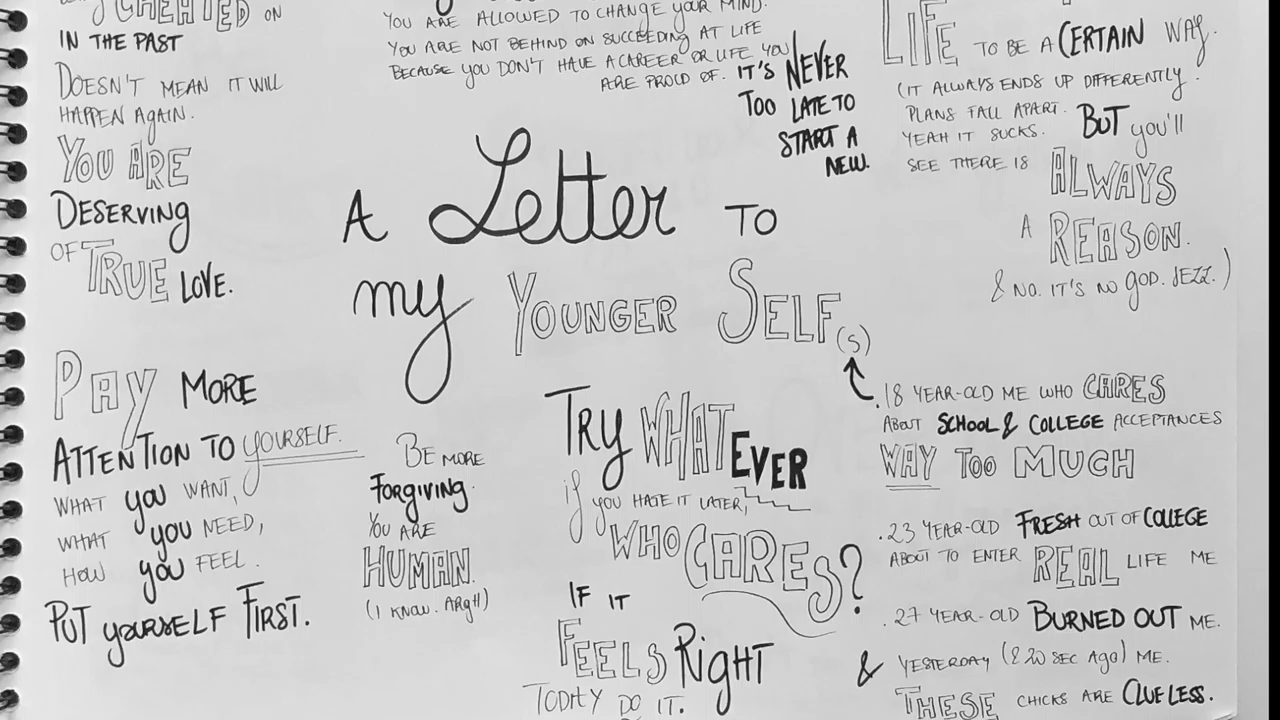 CHEATED ON
IN THE PAST
DOESN'T MEAN IT WILL
HAPPEN AGAIN.
YOU ARE
DESERVING
OF TRUE LOVE.
YOU ARE ALLOWED TO CHANGE YOUR MIND.
YOU ARE NOT BEHIND ON SUCCEEDING AT LIFE
BECAUSE YOU DON'T HAVE A CAREER OR LIFE YOU
ARE PROUD OF. IT'S NEVER
TOO LATE TO
START A
NEW.
LIFE TO BE A CERTAIN WAY.
(IT ALWAYS ENDS UP DIFFERENTLY.
PLANS FALL APART.
YEAH IT SUCKS. BUT you'll
SEE THERE IS ALWAYS
A REASON.
& NO. IT'S NO GOD. JEZZ.)
A Letter TO
my YOUNGER SELF(S)
PAY MORE
ATTENTION TO yOURSELF.
WHAT you WANT,
WHAT you NEED,
HOW you FEEL.
PUT yOURSELF FIRST.
BE MORE
FORGIVING.
YOU ARE
HUMAN.
(I KNOW. ARGH)
TRY WHATEVER
if YOU HATE IT LATER,
WHO CARES?
IF IT
FEELS RIGHT
TODAY DO IT.
.18 YEAR-OLD ME WHO CARES
ABOUT SCHOOL & COLLEGE ACCEPTANCES
WAY TOO MUCH
.23 YEAR-OLD FRESH OUT OF COLLEGE
ABOUT TO ENTER REAL LIFE ME
.27 YEAR-OLD BURNED OUT ME.
& YESTERDAY (& 20 SEC AGO) ME.
THESE CHICKS ARE CLUELESS.